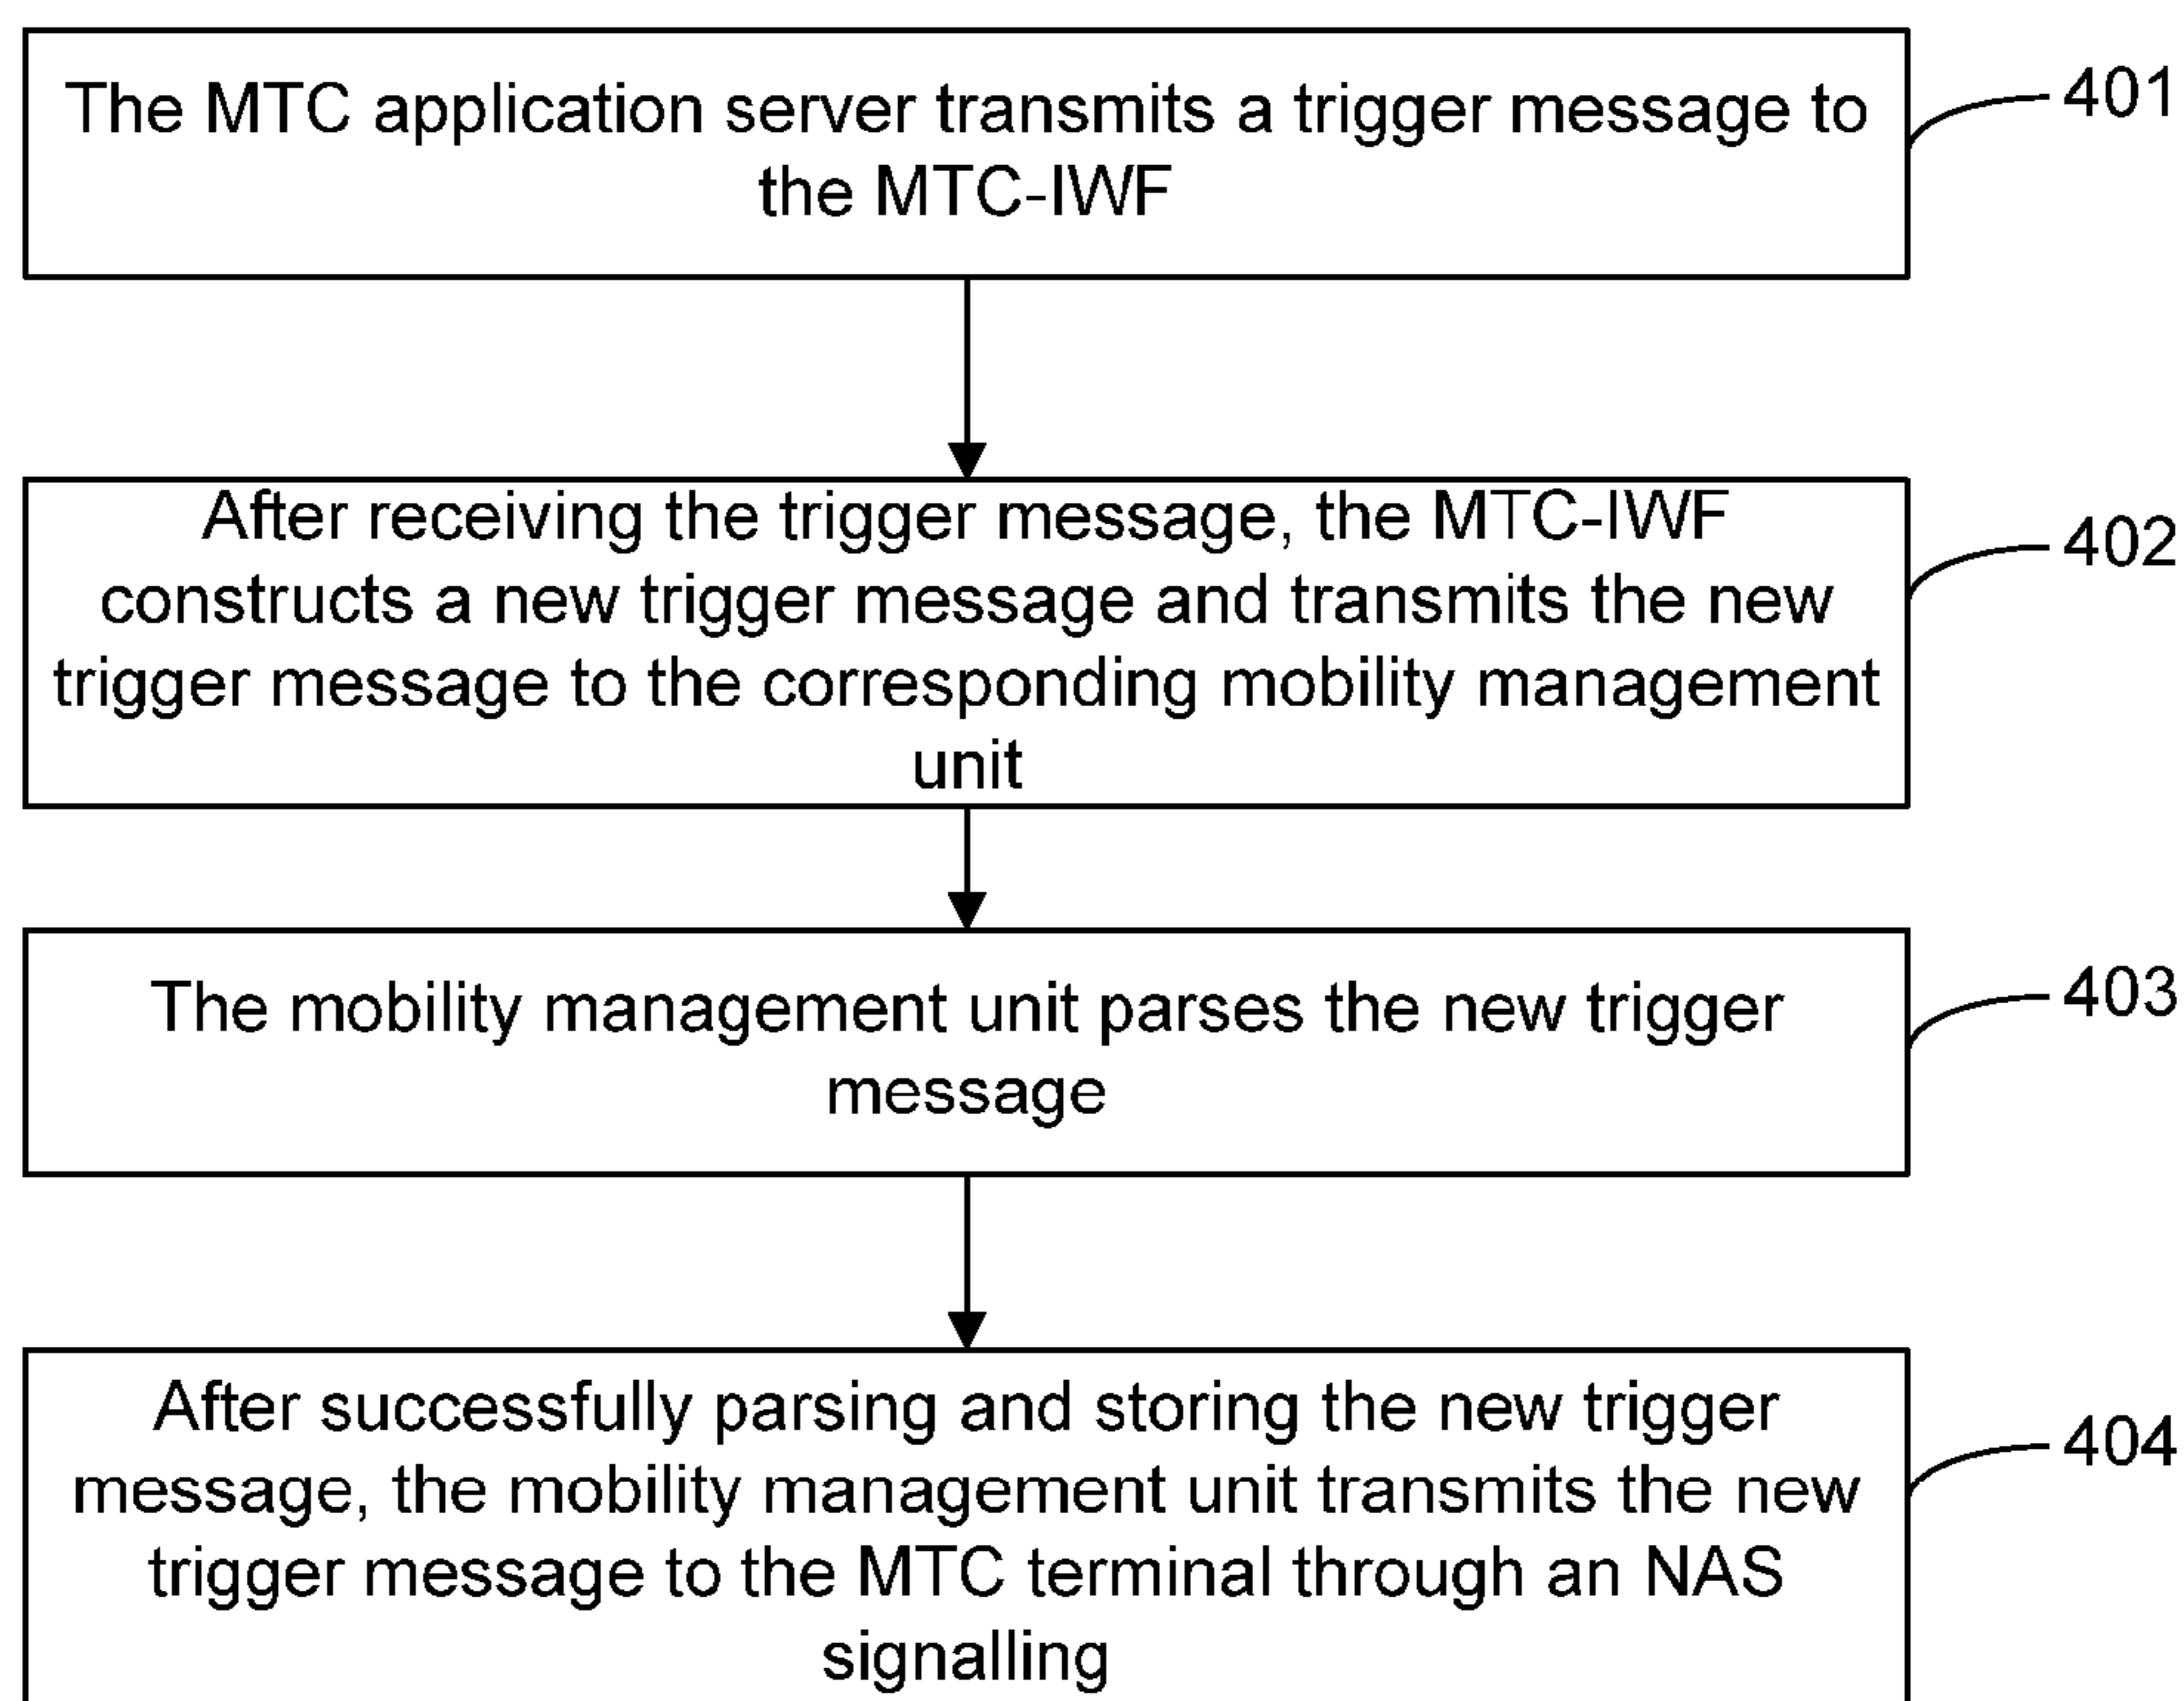 The MTC application server transmits a trigger message to
the MTC-IWF
401
After receiving the trigger message, the MTC-IWF
constructs a new trigger message and transmits the new
trigger message to the corresponding mobility management
unit
402
The mobility management unit parses the new trigger
message
403
After successfully parsing and storing the new trigger
message, the mobility management unit transmits the new
trigger message to the MTC terminal through an NAS
signalling
404